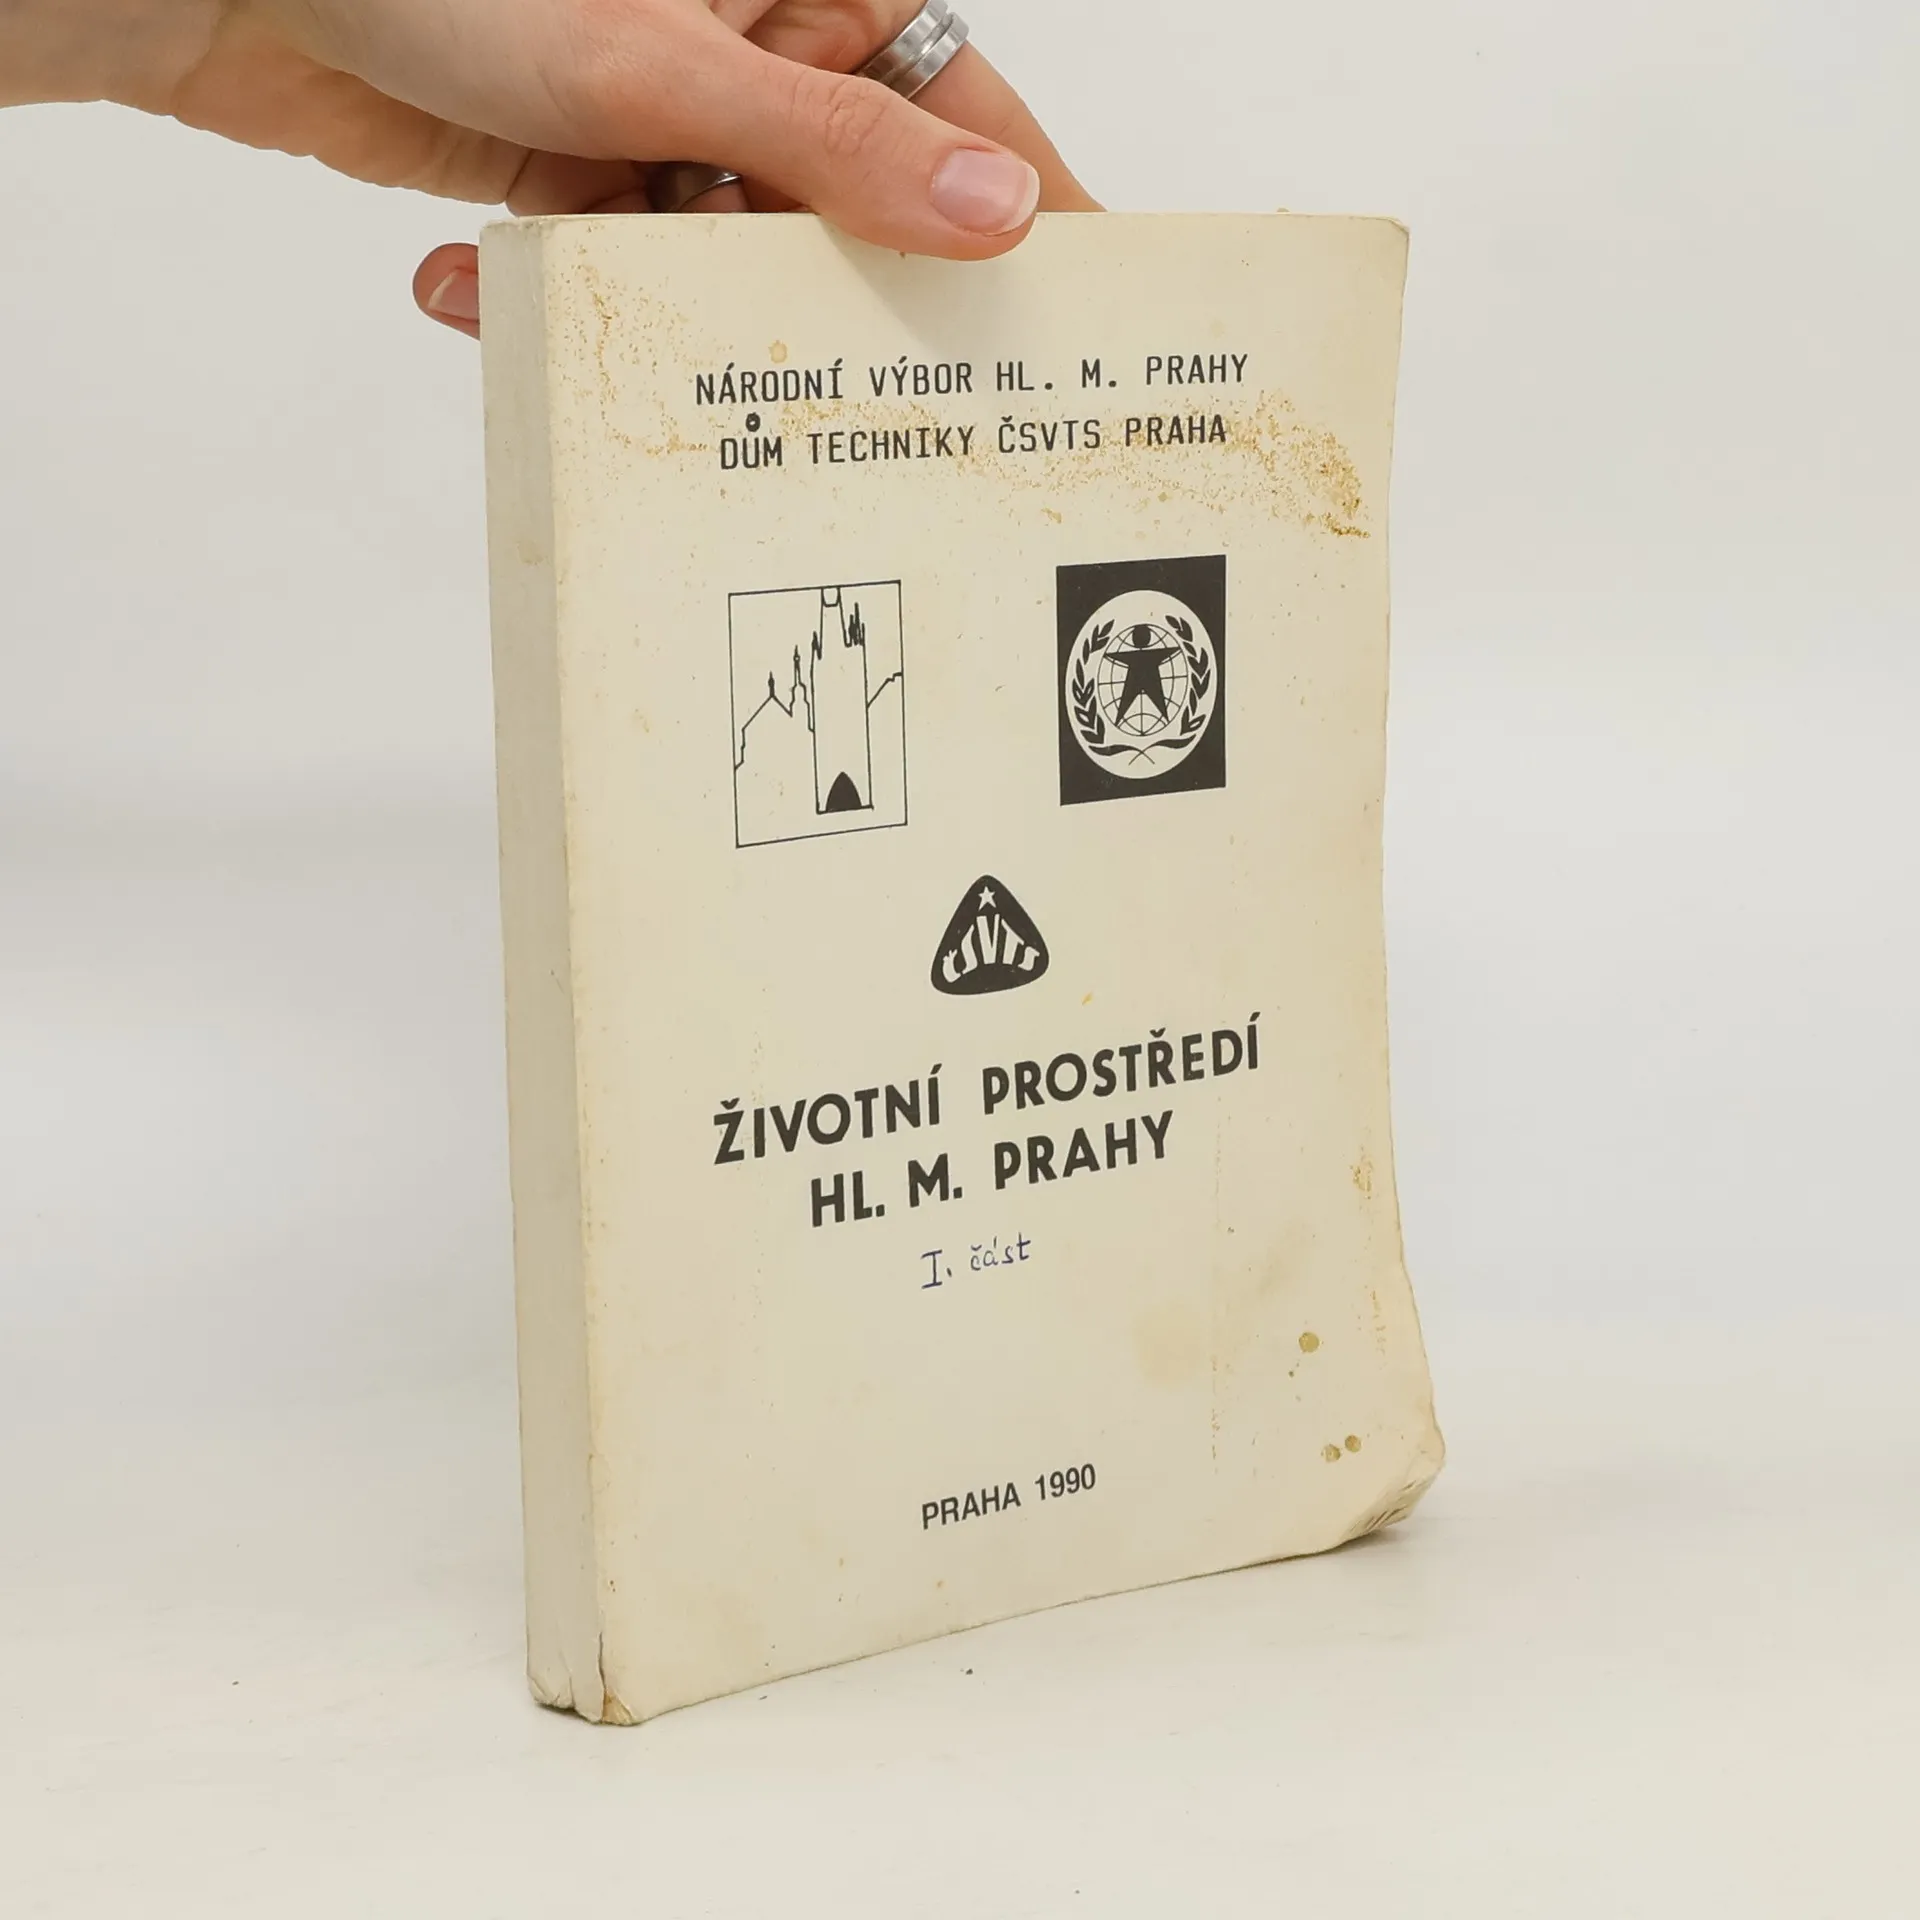 NÁRODNÍ VÝBOR HL. M. PRAHY
DŮM TECHNIKY ČSVTS PRAHA
ČSVTS
ŽIVOTNÍ PROSTŘEDÍ
HL. M. PRAHY
I. část
PRAHA 1990